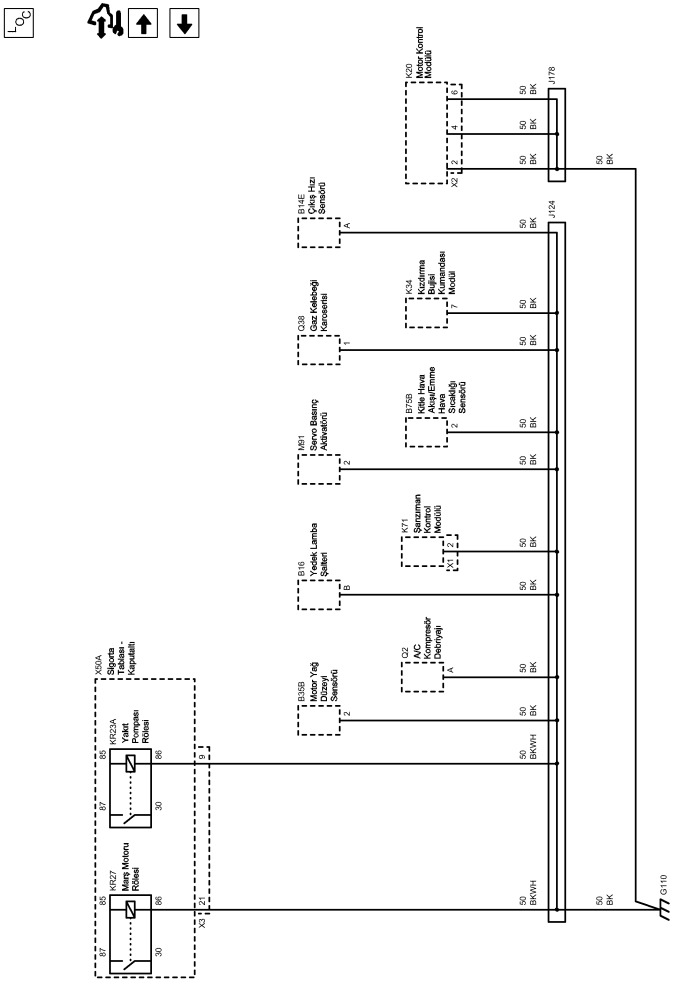 LOC
X50A
Sigorta
Tablası -
Kaputaltı
KR27
Marş Motoru
Rölesi
85
86
87
30
KR23A
Yakıt
Pompası
Rölesi
85
86
87
30
X3
21
9
B35B
Motor Yağ
Düzeyi
Sensörü
2
B16
Yedek Lamba
Şalteri
B
M91
Servo Basınç
Aktivatörü
2
Q38
Gaz Kelebeği
Karoserisi
1
B14E
Çıkış Hızı
Sensörü
A
Q2
A/C
Kompresör
Debriyajı
A
K71
Şanzıman
Kontrol
Modülü
X1
2
B75B
Kitle Hava
Akışı/Emme
Hava
Sıcaklığı
Sensörü
2
K34
Kızdırma
Bujisi
Kumandası
Modül
7
K20
Motor Kontrol
Modülü
X2
2
4
6
50
BKWH
50
BKWH
50
BK
50
BK
50
BK
50
BK
50
BK
50
BK
50
BK
50
BK
50
BK
50
BK
50
BK
50
BK
J124
J178
50
BK
50
BK
G110